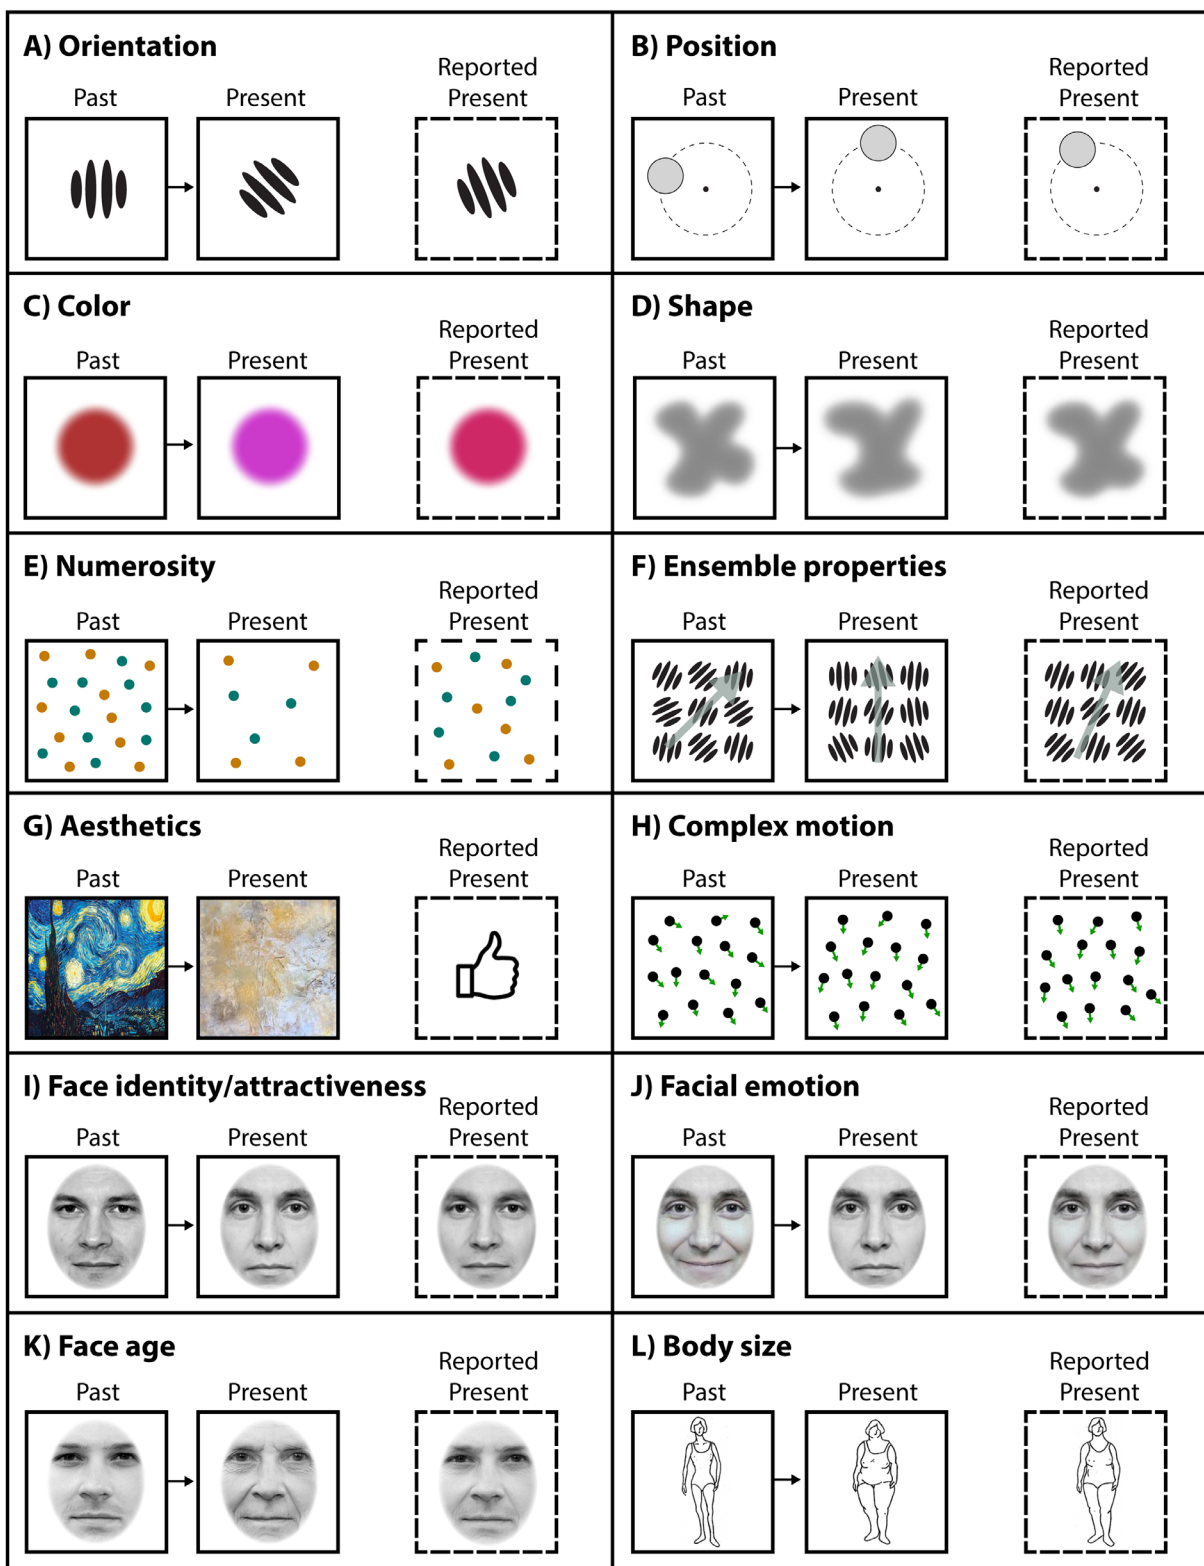 A) Orientation
Past
Present
Reported
Present
B) Position
Past
Present
Reported
Present
C) Color
Past
Present
Reported
Present
D) Shape
Past
Present
Reported
Present
E) Numerosity
Past
Present
Reported
Present
F) Ensemble properties
Past
Present
Reported
Present
G) Aesthetics
Past
Present
Reported
Present
H) Complex motion
Past
Present
Reported
Present
I) Face identity/attractiveness
Past
Present
Reported
Present
J) Facial emotion
Past
Present
Reported
Present
K) Face age
Past
Present
Reported
Present
L) Body size
Past
Present
Reported
Present